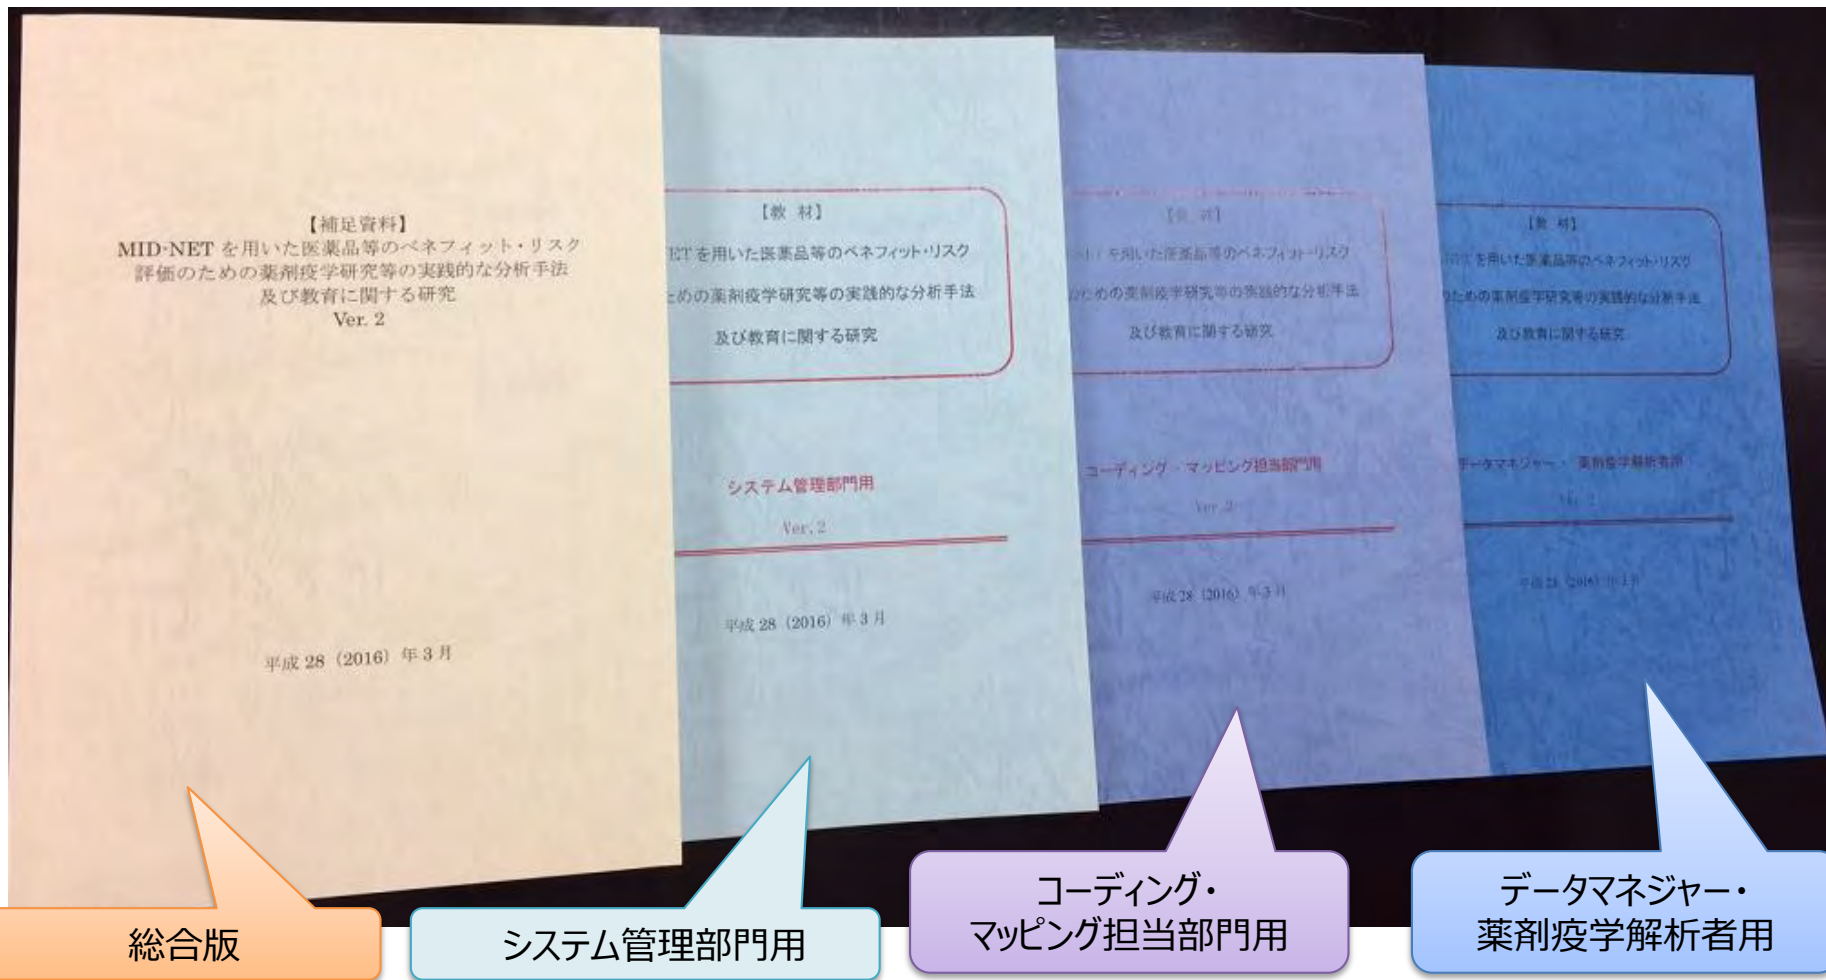 【補足資料】
MID-NET を用いた医薬品等のベネフィット・リスク
評価のための薬剤疫学研究等の実践的な分析手法
及び教育に関する研究
Ver. 2
平成 28（2016）年 3 月
【教 材】
NETを用いた医薬品等のベネフィット・リスク
ための薬剤疫学研究等の実践的な分析手法
及び教育に関する研究
システム管理部門用
Ver. 2
平成 28（2016）年 3 月
【教 材】
を用いた医薬品等のベネフィット・リスク
のための薬剤疫学研究等の実践的な分析手法
及び教育に関する研究
コーディング・マッピング担当部門用
Ver. 2
平成 28（2016）年 3 月
【教 材】
を用いた医薬品等のベネフィット・リスク
のための薬剤疫学研究等の実践的な分析手法
及び教育に関する研究
データマネジャー・ 薬剤疫学解析者用
Ver. 2
平成 28（2016）年 3 月
総合版
システム管理部門用
コーディング・
マッピング担当部門用
データマネジャー・
薬剤疫学解析者用